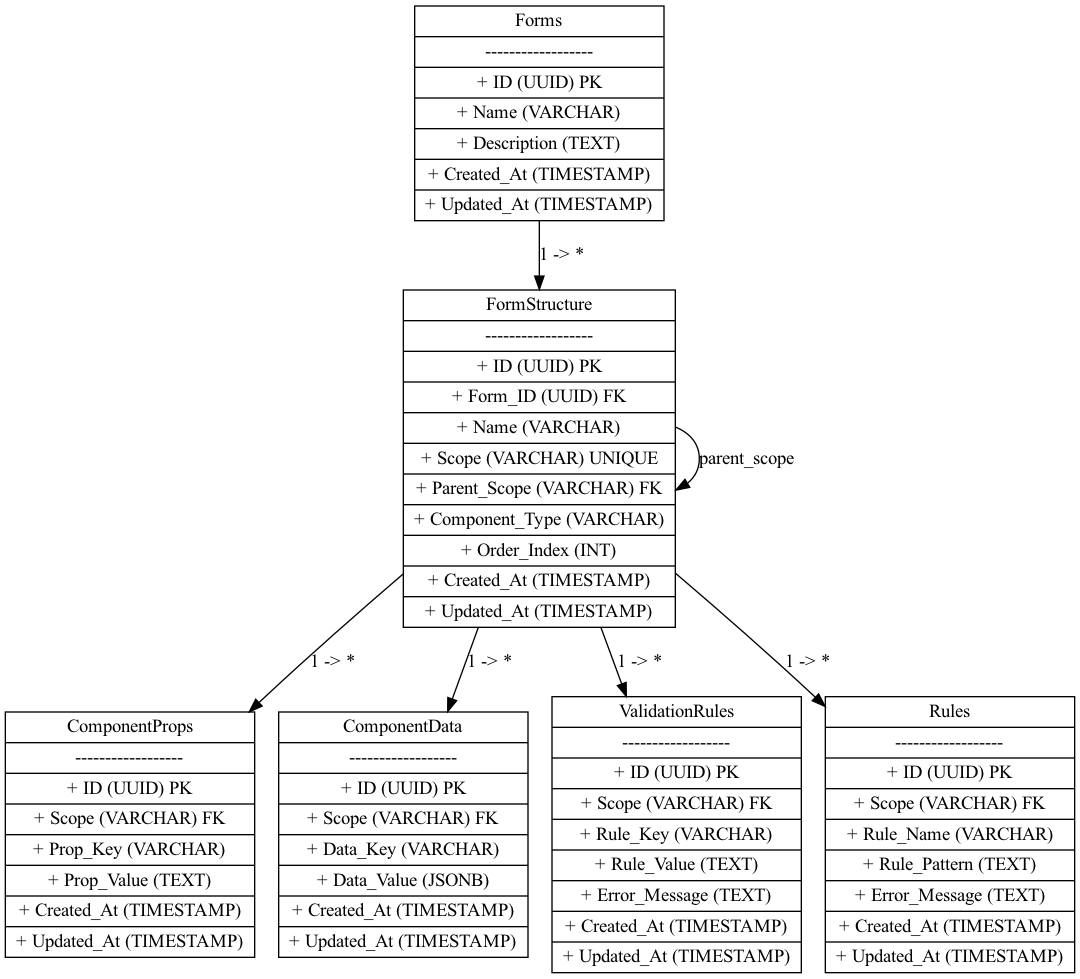 Forms
------------------
+ ID (UUID) PK
+ Name (VARCHAR)
+ Description (TEXT)
+ Created_At (TIMESTAMP)
+ Updated_At (TIMESTAMP)
1 -> *
FormStructure
------------------
+ ID (UUID) PK
+ Form_ID (UUID) FK
+ Name (VARCHAR)
+ Scope (VARCHAR) UNIQUE
parent_scope
+ Parent_Scope (VARCHAR) FK
+ Component_Type (VARCHAR)
+ Order_Index (INT)
+ Created_At (TIMESTAMP)
+ Updated_At (TIMESTAMP)
1 -> *
1 -> *
1 -> *
1 -> *
ComponentProps
------------------
+ ID (UUID) PK
+ Scope (VARCHAR) FK
+ Prop_Key (VARCHAR)
+ Prop_Value (TEXT)
+ Created_At (TIMESTAMP)
+ Updated_At (TIMESTAMP)
ComponentData
------------------
+ ID (UUID) PK
+ Scope (VARCHAR) FK
+ Data_Key (VARCHAR)
+ Data_Value (JSONB)
+ Created_At (TIMESTAMP)
+ Updated_At (TIMESTAMP)
ValidationRules
------------------
+ ID (UUID) PK
+ Scope (VARCHAR) FK
+ Rule_Key (VARCHAR)
+ Rule_Value (TEXT)
+ Error_Message (TEXT)
+ Created_At (TIMESTAMP)
+ Updated_At (TIMESTAMP)
Rules
------------------
+ ID (UUID) PK
+ Scope (VARCHAR) FK
+ Rule_Name (VARCHAR)
+ Rule_Pattern (TEXT)
+ Error_Message (TEXT)
+ Created_At (TIMESTAMP)
+ Updated_At (TIMESTAMP)